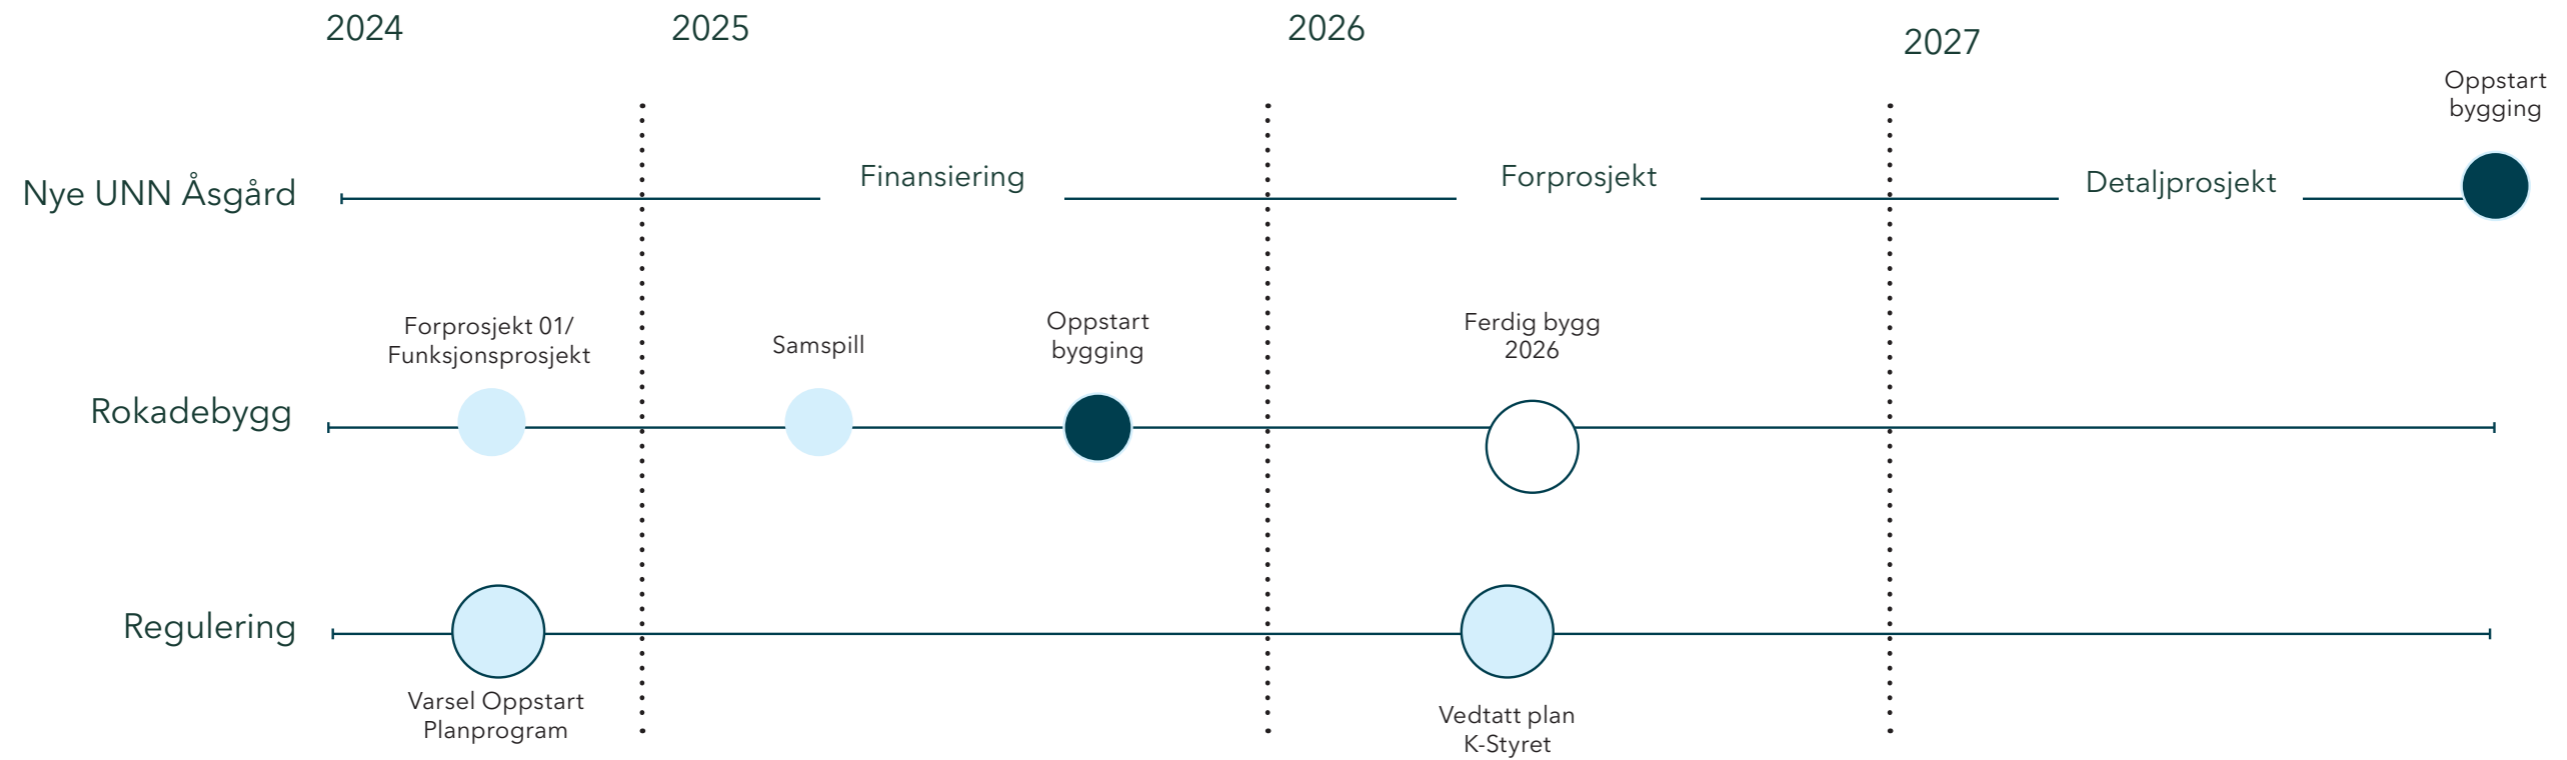 2024
2025
2026
2027
Oppstart
bygging
Nye UNN Åsgård
Finansiering
Forprosjekt
Detaljprosjekt
Forprosjekt 01/
Funksjonsprosjekt
Samspill
Oppstart
bygging
Ferdig bygg
2026
Rokadebygg
Regulering
Varsel Oppstart
Planprogram
Vedtatt plan
K-Styret